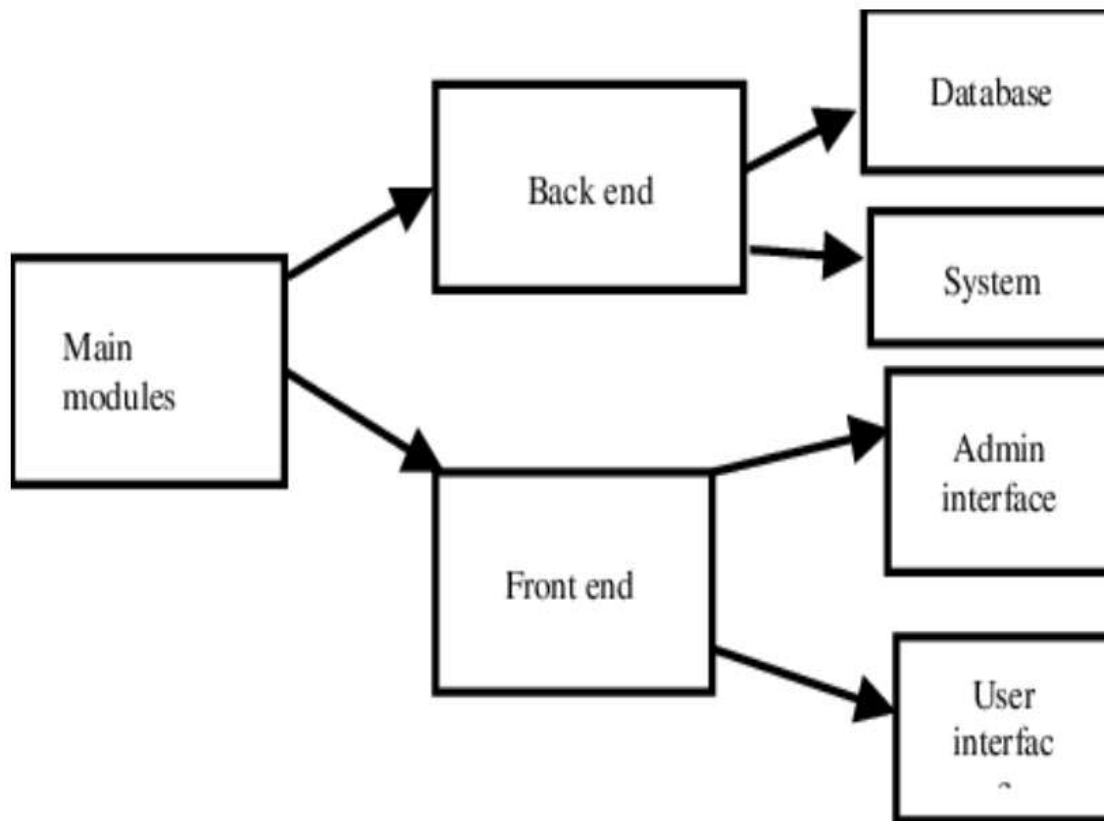 Database
Back end
System
Main
modules
Admin
interface
Front end
User
interfac